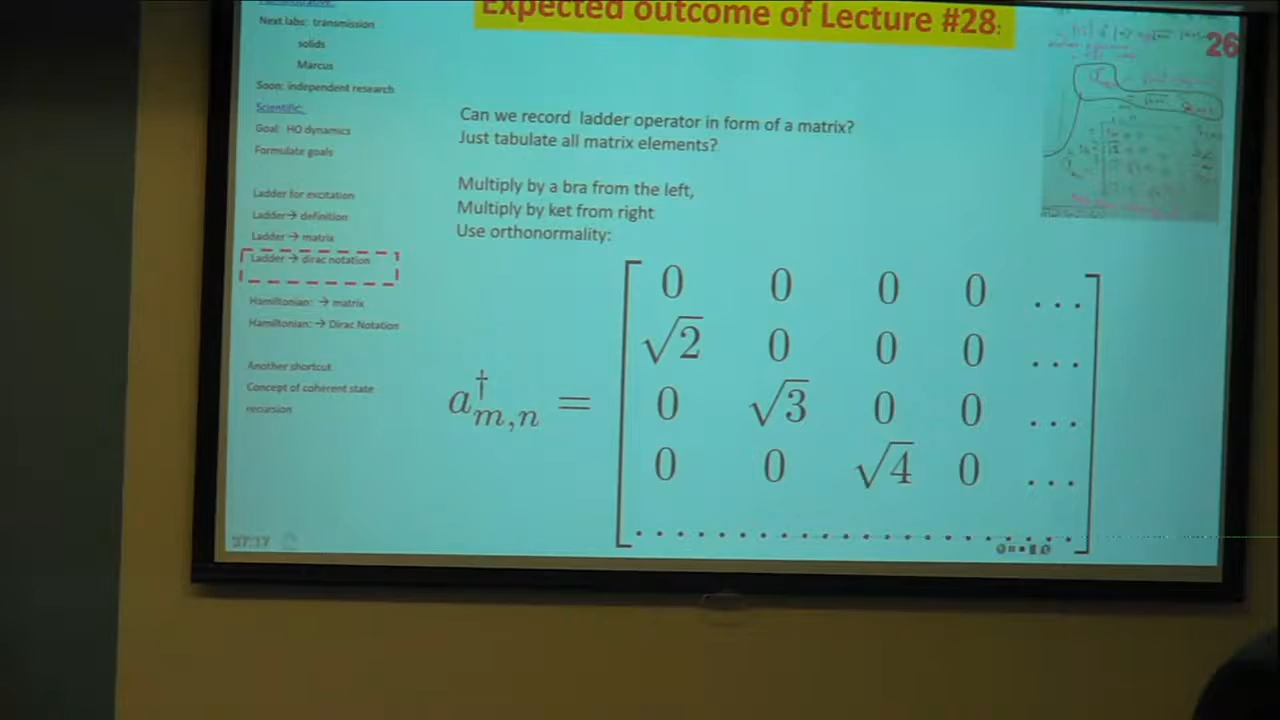 Expected outcome of Lecture #28:
26
Next labs: transmission
solids
Marcus
Soon: independent research
Scientific:
Goal: HO dynamics
Formulate goals
Ladder for excitation
Ladder→ definition
Ladder → matrix
Ladder → dirac notation
Hamiltonian: → matrix
Hamiltonian: → Dirac Notation
Another shortcut
Concept of coherent state
recursion
37:17
Can we record ladder operator in form of a matrix?
Just tabulate all matrix elements?
Multiply by a bra from the left,
Multiply by ket from right
Use orthonormality:
a†m,n =
0 0 0 0 ...
√2 0 0 0 ...
0 √3 0 0 ...
0 0 √4 0 ...
. . . . . . . . . . . . . . . . . . . . .